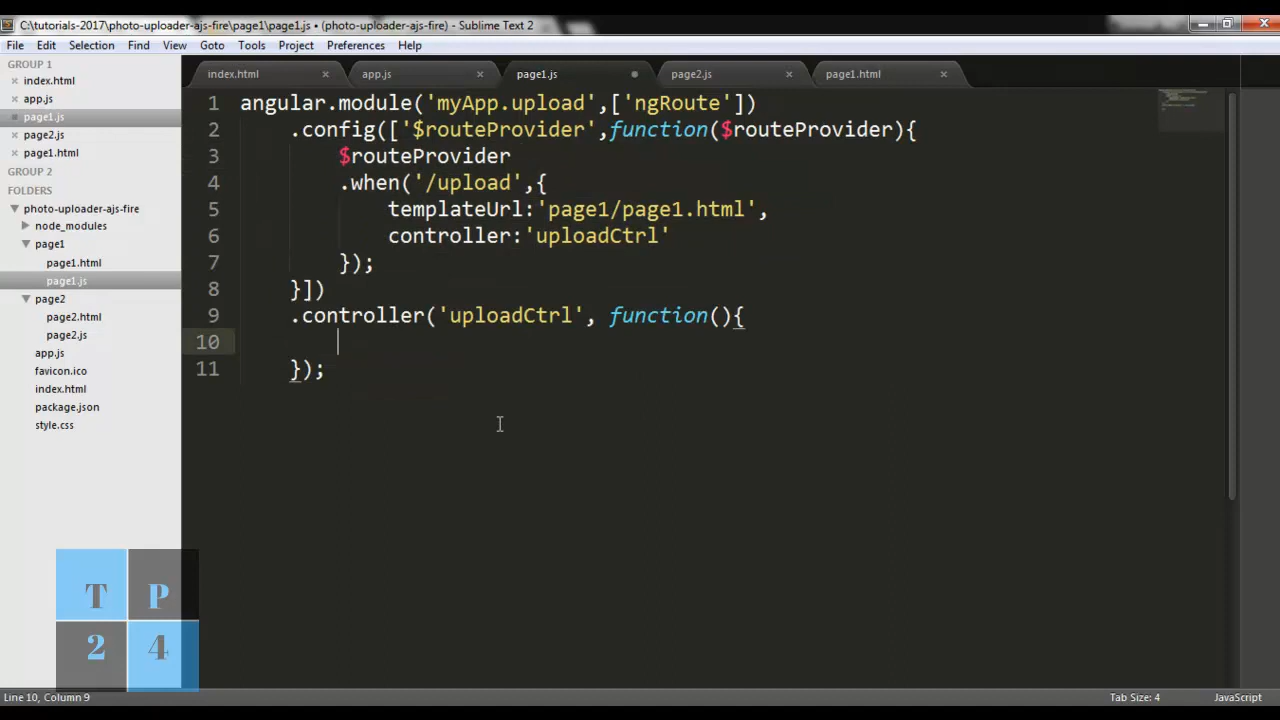 C:\tutorials-2017\photo-uploader-ajs-fire\page1\page1.js • (photo-uploader-ajs-fire) - Sublime Text 2
File Edit Selection Find View Goto Tools Project Preferences Help
GROUP 1
index.html
app.js
page1.js
page2.js
page1.html
GROUP 2
FOLDERS
photo-uploader-ajs-fire
node_modules
page1
page1.html
page1.js
page2
page2.html
page2.js
app.js
favicon.ico
index.html
package.json
style.css
index.html app.js page1.js page2.js page1.html
1 angular.module('myApp.upload',['ngRoute'])
2 .config(['$routeProvider',function($routeProvider){
3 $routeProvider
4 .when('/upload',{
5 templateUrl:'page1/page1.html',
6 controller:'uploadCtrl'
7 });
8 }])
9 .controller('uploadCtrl', function(){
10
11 });
T P
2 4
Line 10, Column 9 Tab Size: 4 JavaScript